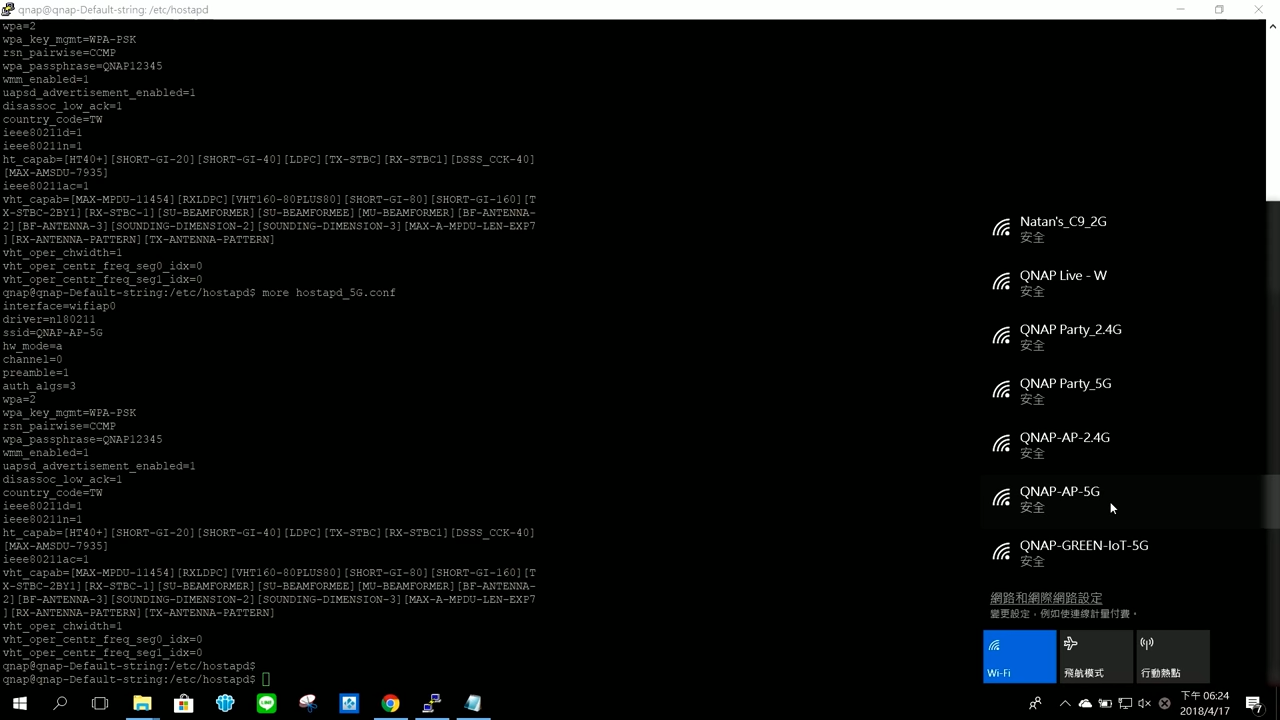 qnap@qnap-Default-string: /etc/hostapd
wpa=2
wpa_key_mgmt=WPA-PSK
rsn_pairwise=CCMP
wpa_passphrase=QNAP12345
wmm_enabled=1
uapsd_advertisement_enabled=1
disassoc_low_ack=1
country_code=TW
ieee80211d=1
ieee80211n=1
ht_capab=[HT40+][SHORT-GI-20][SHORT-GI-40][LDPC][TX-STBC][RX-STBC1][DSSS_CCK-40]
[MAX-AMSDU-7935]
ieee80211ac=1
vht_capab=[MAX-MPDU-11454][RXLDPC][VHT160-80PLUS80][SHORT-GI-80][SHORT-GI-160][T
X-STBC-2BY1][RX-STBC-1][SU-BEAMFORMER][SU-BEAMFORMEE][MU-BEAMFORMER][BF-ANTENNA-
2][BF-ANTENNA-3][SOUNDING-DIMENSION-2][SOUNDING-DIMENSION-3][MAX-A-MPDU-LEN-EXP7
][RX-ANTENNA-PATTERN][TX-ANTENNA-PATTERN]
vht_oper_chwidth=1
vht_oper_centr_freq_seg0_idx=0
vht_oper_centr_freq_seg1_idx=0
qnap@qnap-Default-string:/etc/hostapd$ more hostapd_5G.conf
interface=wifiap0
driver=nl80211
ssid=QNAP-AP-5G
hw_mode=a
channel=0
preamble=1
auth_algs=3
wpa=2
wpa_key_mgmt=WPA-PSK
rsn_pairwise=CCMP
wpa_passphrase=QNAP12345
wmm_enabled=1
uapsd_advertisement_enabled=1
disassoc_low_ack=1
country_code=TW
ieee80211d=1
ieee80211n=1
ht_capab=[HT40+][SHORT-GI-20][SHORT-GI-40][LDPC][TX-STBC][RX-STBC1][DSSS_CCK-40]
[MAX-AMSDU-7935]
ieee80211ac=1
vht_capab=[MAX-MPDU-11454][RXLDPC][VHT160-80PLUS80][SHORT-GI-80][SHORT-GI-160][T
X-STBC-2BY1][RX-STBC-1][SU-BEAMFORMER][SU-BEAMFORMEE][MU-BEAMFORMER][BF-ANTENNA-
2][BF-ANTENNA-3][SOUNDING-DIMENSION-2][SOUNDING-DIMENSION-3][MAX-A-MPDU-LEN-EXP7
][RX-ANTENNA-PATTERN][TX-ANTENNA-PATTERN]
vht_oper_chwidth=1
vht_oper_centr_freq_seg0_idx=0
vht_oper_centr_freq_seg1_idx=0
qnap@qnap-Default-string:/etc/hostapd$
qnap@qnap-Default-string:/etc/hostapd$
Natan's_C9_2G
安全
QNAP Live - W
安全
QNAP Party_2.4G
安全
QNAP Party_5G
安全
QNAP-AP-2.4G
安全
QNAP-AP-5G
安全
QNAP-GREEN-IoT-5G
安全
網路和網際網路設定
變更設定，例如使連線計量付費。
Wi-Fi
飛航模式
行動熱點
LINE
下午 06:24
2018/4/17
7